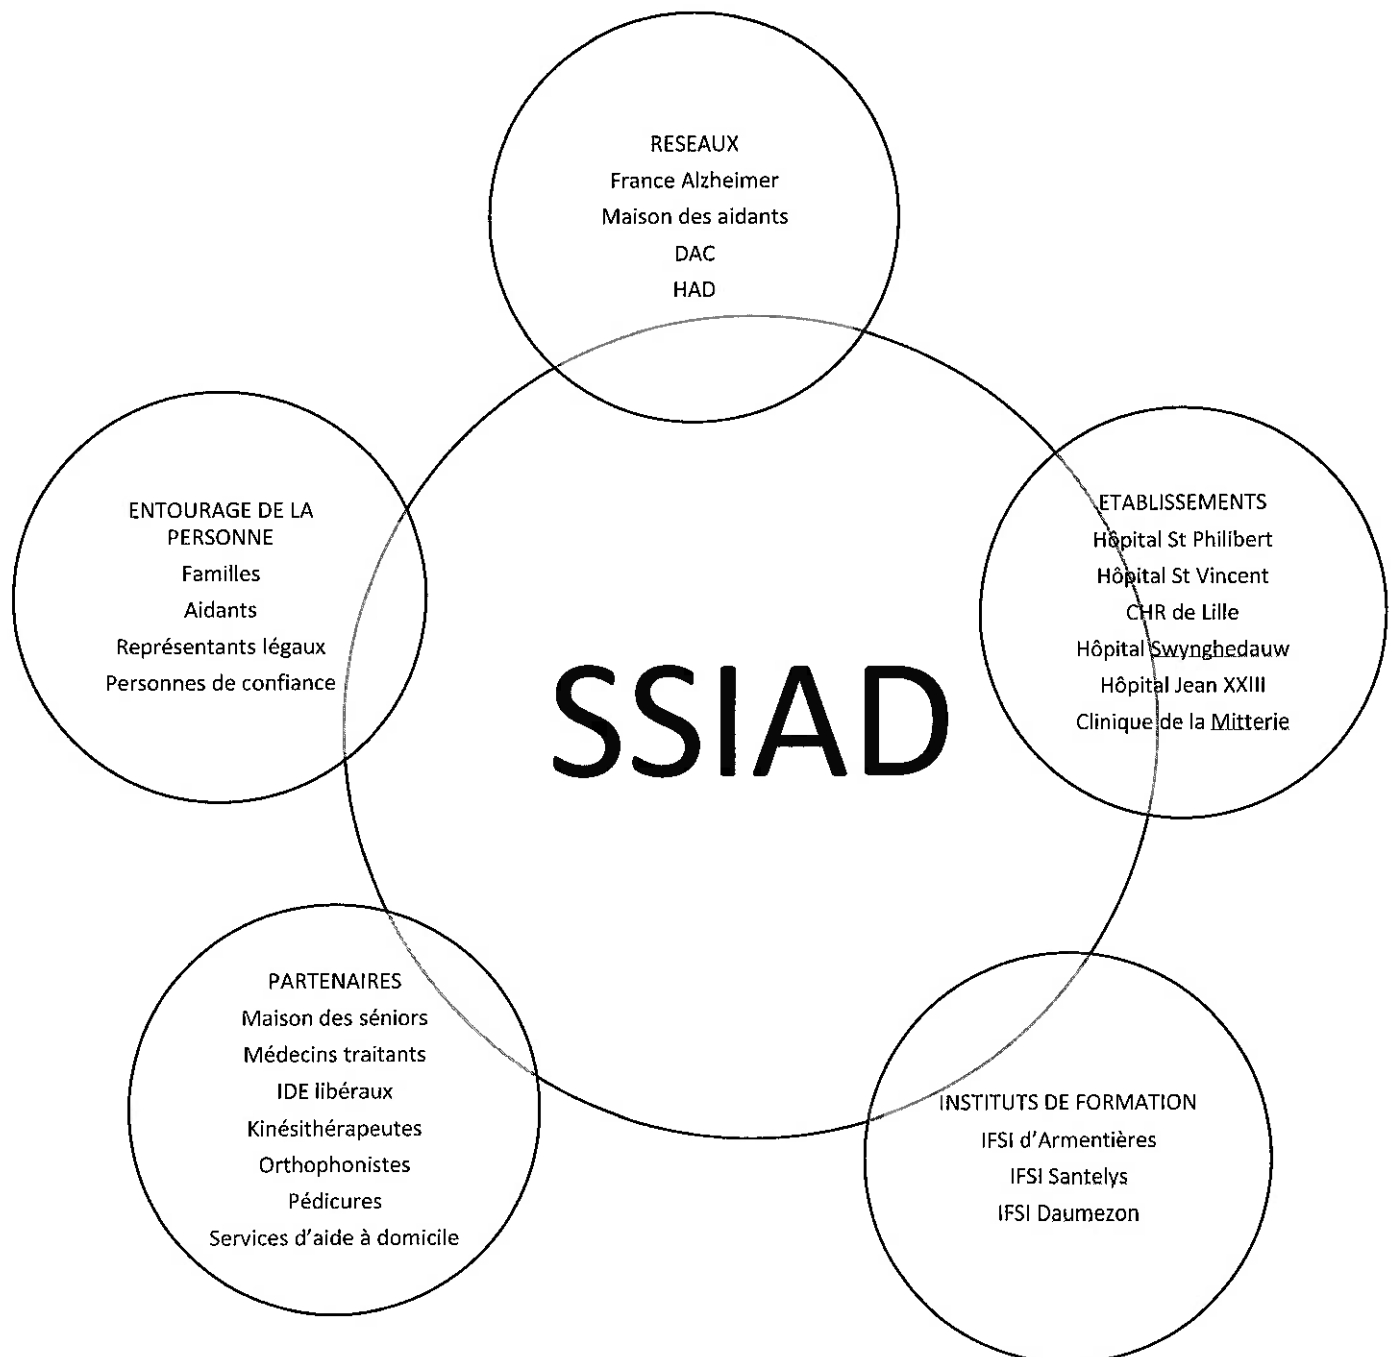 RESEAUX
France Alzheimer
Maison des aidants
DAC
HAD
ENTOURAGE DE LA
PERSONNE
Familles
Aidants
Représentants légaux
Personnes de confiance
ETABLISSEMENTS
Hôpital St Philibert
Hôpital St Vincent
CHR de Lille
Hôpital Swynghedauw
Hôpital Jean XXIII
Clinique de la Mitterie
SSIAD
PARTENAIRES
Maison des séniors
Médecins traitants
IDE libéraux
Kinésithérapeutes
Orthophonistes
Pédicures
Services d'aide à domicile
INSTITUTS DE FORMATION
IFSI d'Armentières
IFSI Santelys
IFSI Daumezon